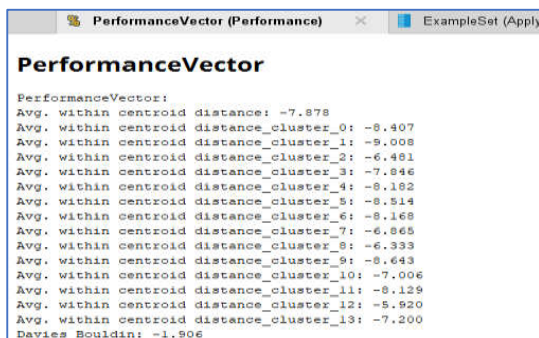 PerformanceVector (Performance) ExampleSet (Apply
PerformanceVector
PerformanceVector:
Avg. within centroid distance: -7.878
Avg. within centroid distance_cluster_0: -8.407
Avg. within centroid distance_cluster_1: -9.008
Avg. within centroid distance_cluster_2: -6.481
Avg. within centroid distance_cluster_3: -7.846
Avg. within centroid distance_cluster_4: -8.182
Avg. within centroid distance_cluster_5: -8.514
Avg. within centroid distance_cluster_6: -8.168
Avg. within centroid distance_cluster_7: -6.865
Avg. within centroid distance_cluster_8: -6.333
Avg. within centroid distance_cluster_9: -8.643
Avg. within centroid distance_cluster_10: -7.006
Avg. within centroid distance_cluster_11: -8.129
Avg. within centroid distance_cluster_12: -5.920
Avg. within centroid distance_cluster_13: -7.200
Davies Bouldin: -1.906